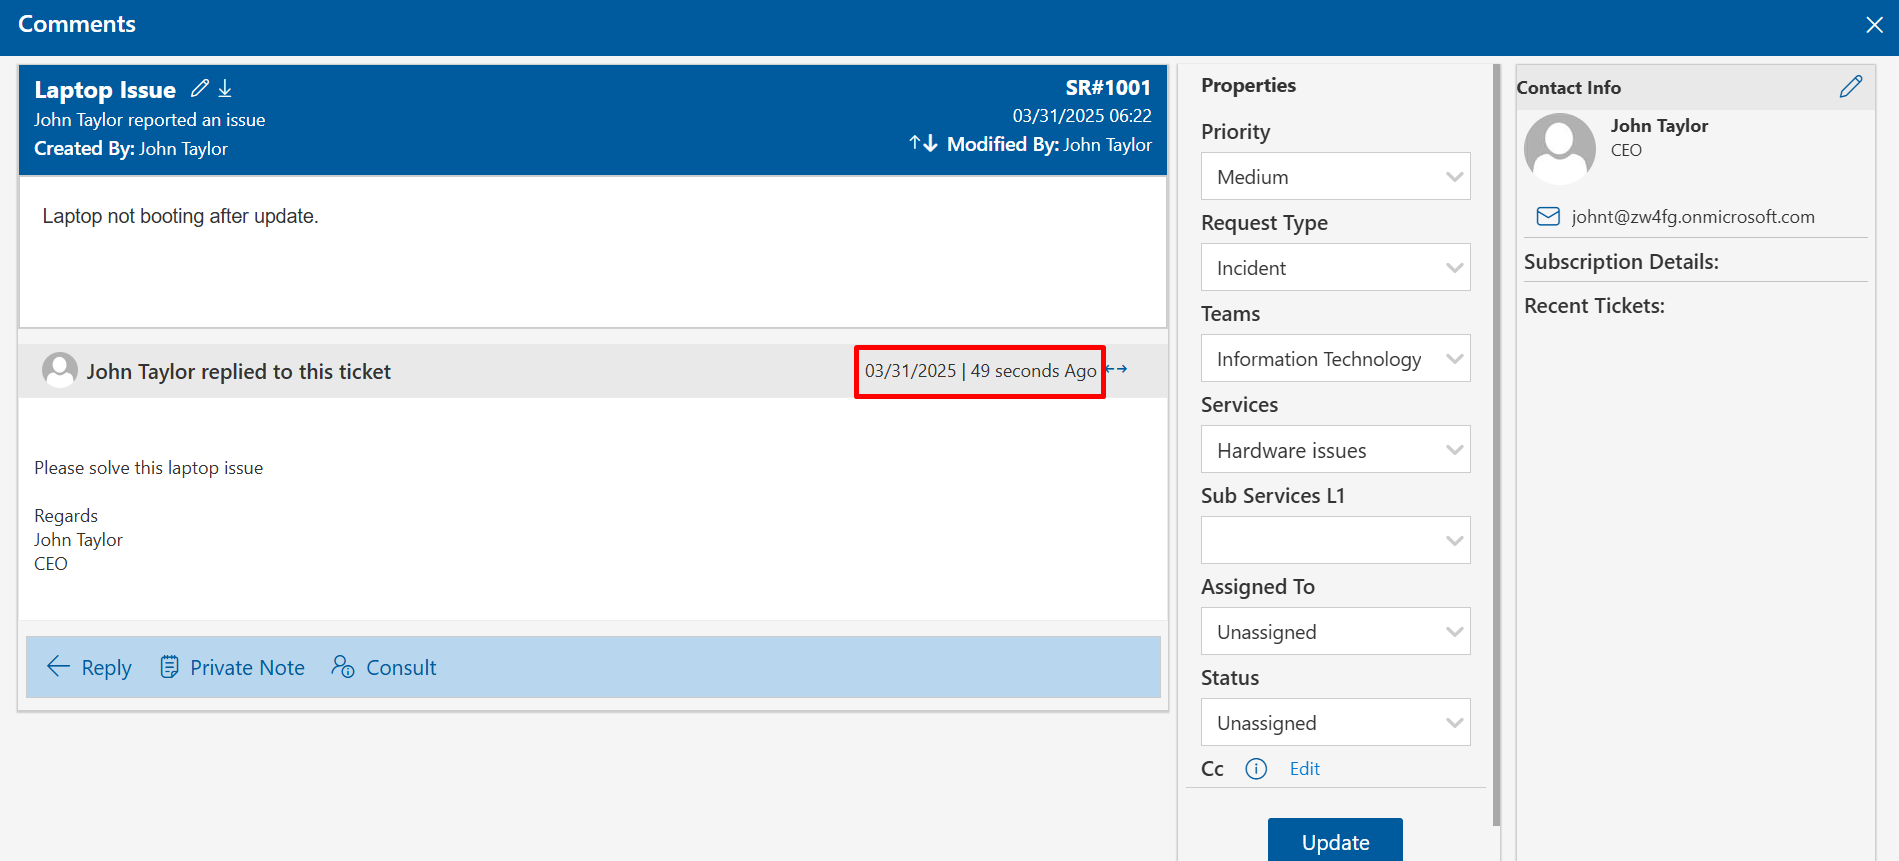 Comments
Laptop Issue
SR#1001
John Taylor reported an issue
03/31/2025 06:22
Created By: John Taylor
Modified By: John Taylor
Laptop not booting after update.
John Taylor replied to this ticket
03/31/2025 | 49 seconds Ago
Please solve this laptop issue
Regards
John Taylor
CEO
Reply
Private Note
Consult
Properties
Priority
Medium
Request Type
Incident
Teams
Information Technology
Services
Hardware issues
Sub Services L1
Assigned To
Unassigned
Status
Unassigned
Cc
Edit
Update
Contact Info
John Taylor
CEO
johnt@zw4fg.onmicrosoft.com
Subscription Details:
Recent Tickets: